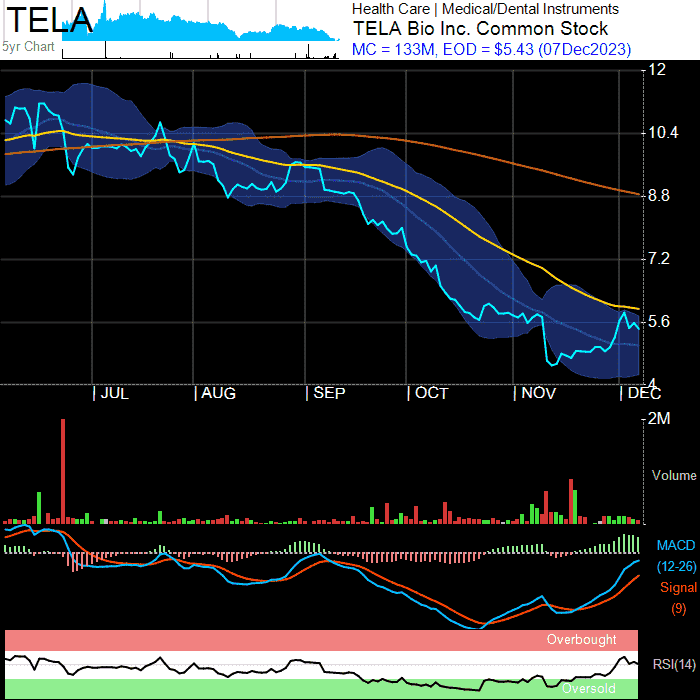 TELA
5yr Chart
Health Care | Medical/Dental Instruments
TELA Bio Inc. Common Stock
MC = 133M, EOD = $5.43 (07Dec2023)
12
10.4
8.8
7.2
5.6
4
JUL
AUG
SEP
OCT
NOV
DEC
2M
Volume
MACD
(12-26)
Signal
(9)
Overbought
RSI(14)
Oversold